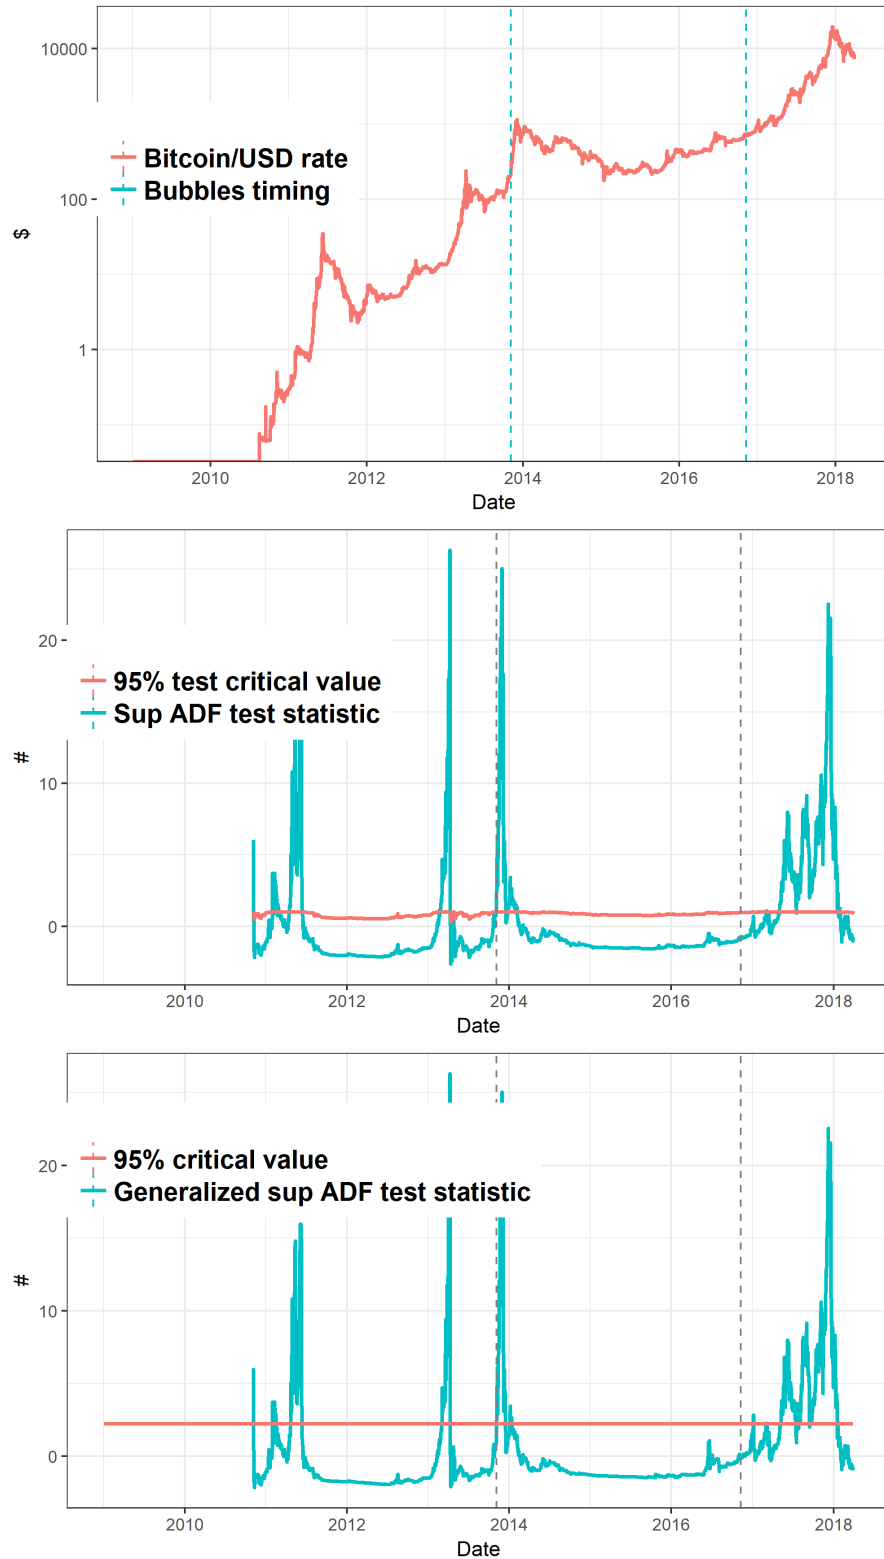 10000
100
1
$
Bitcoin/USD rate
Bubbles timing
2010 2012 2014 2016 2018
Date
20
10
0
#
95% test critical value
Sup ADF test statistic
2010 2012 2014 2016 2018
Date
20
10
0
#
95% critical value
Generalized sup ADF test statistic
2010 2012 2014 2016 2018
Date